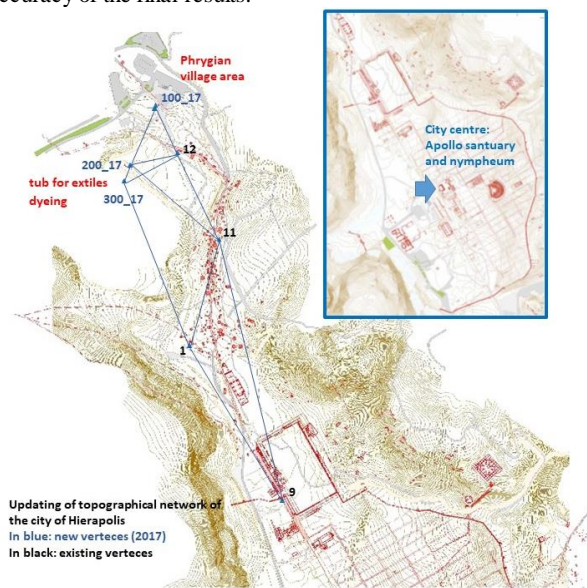 ccuracy of the final results.
Phrygian
village area
100_17
12
200_17
tub for extiles
dyeing
300_17
11
1
9
City centre:
Apollo santuary
and nympheum
Updating of topographical network of
the city of Hierapolis
In blue: new verteces (2017)
In black: existing verteces